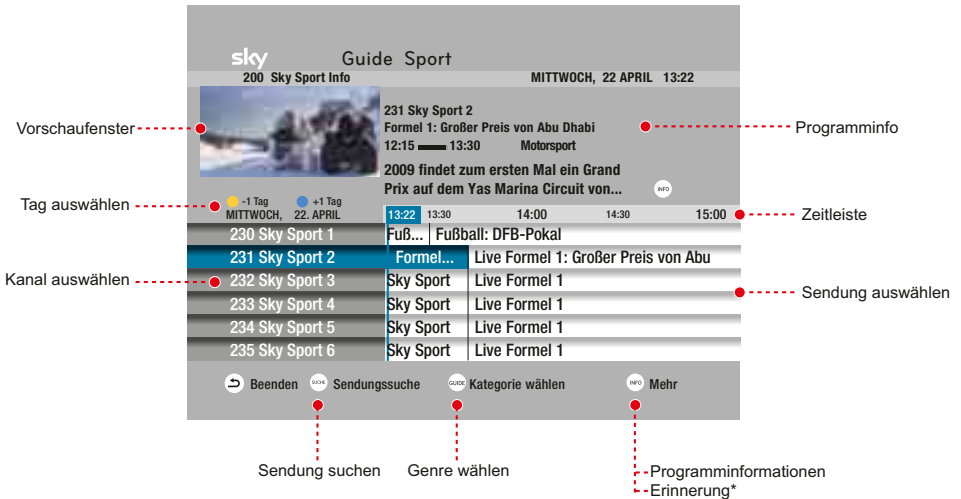 sky Guide Sport
200 Sky Sport Info MITTWOCH, 22 APRIL 13:22
Vorschaufenster
231 Sky Sport 2
Formel 1: Großer Preis von Abu Dhabi
12:15 13:30 Motorsport
2009 findet zum ersten Mal ein Grand
Prix auf dem Yas Marina Circuit von...
INFO
Programminfo
Tag auswählen
-1 Tag +1 Tag
MITTWOCH, 22. APRIL
13:22 13:30 14:00 14:30 15:00
Zeitleiste
230 Sky Sport 1 Fuß... Fußball: DFB-Pokal
231 Sky Sport 2 Formel... Live Formel 1: Großer Preis von Abu
Kanal auswählen
232 Sky Sport 3 Sky Sport Live Formel 1
Sendung auswählen
233 Sky Sport 4 Sky Sport Live Formel 1
234 Sky Sport 5 Sky Sport Live Formel 1
235 Sky Sport 6 Sky Sport Live Formel 1
Beenden SUCHE Sendungssuche GUIDE Kategorie wählen INFO Mehr
Sendung suchen
Genre wählen
Programminformationen
Erinnerung*